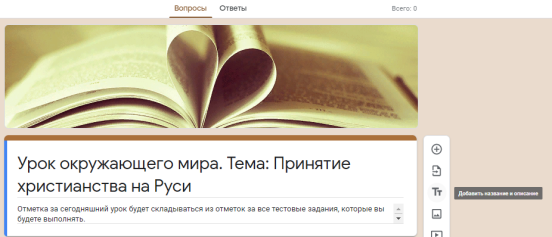 Вопросы Ответы Всего: 0
Урок окружающего мира. Тема: Принятие
христианства на Руси
Добавить название и описание
Отметка за сегодняшний урок будет складываться из отметок за все тестовые задания, которые вы
будете выполнять.